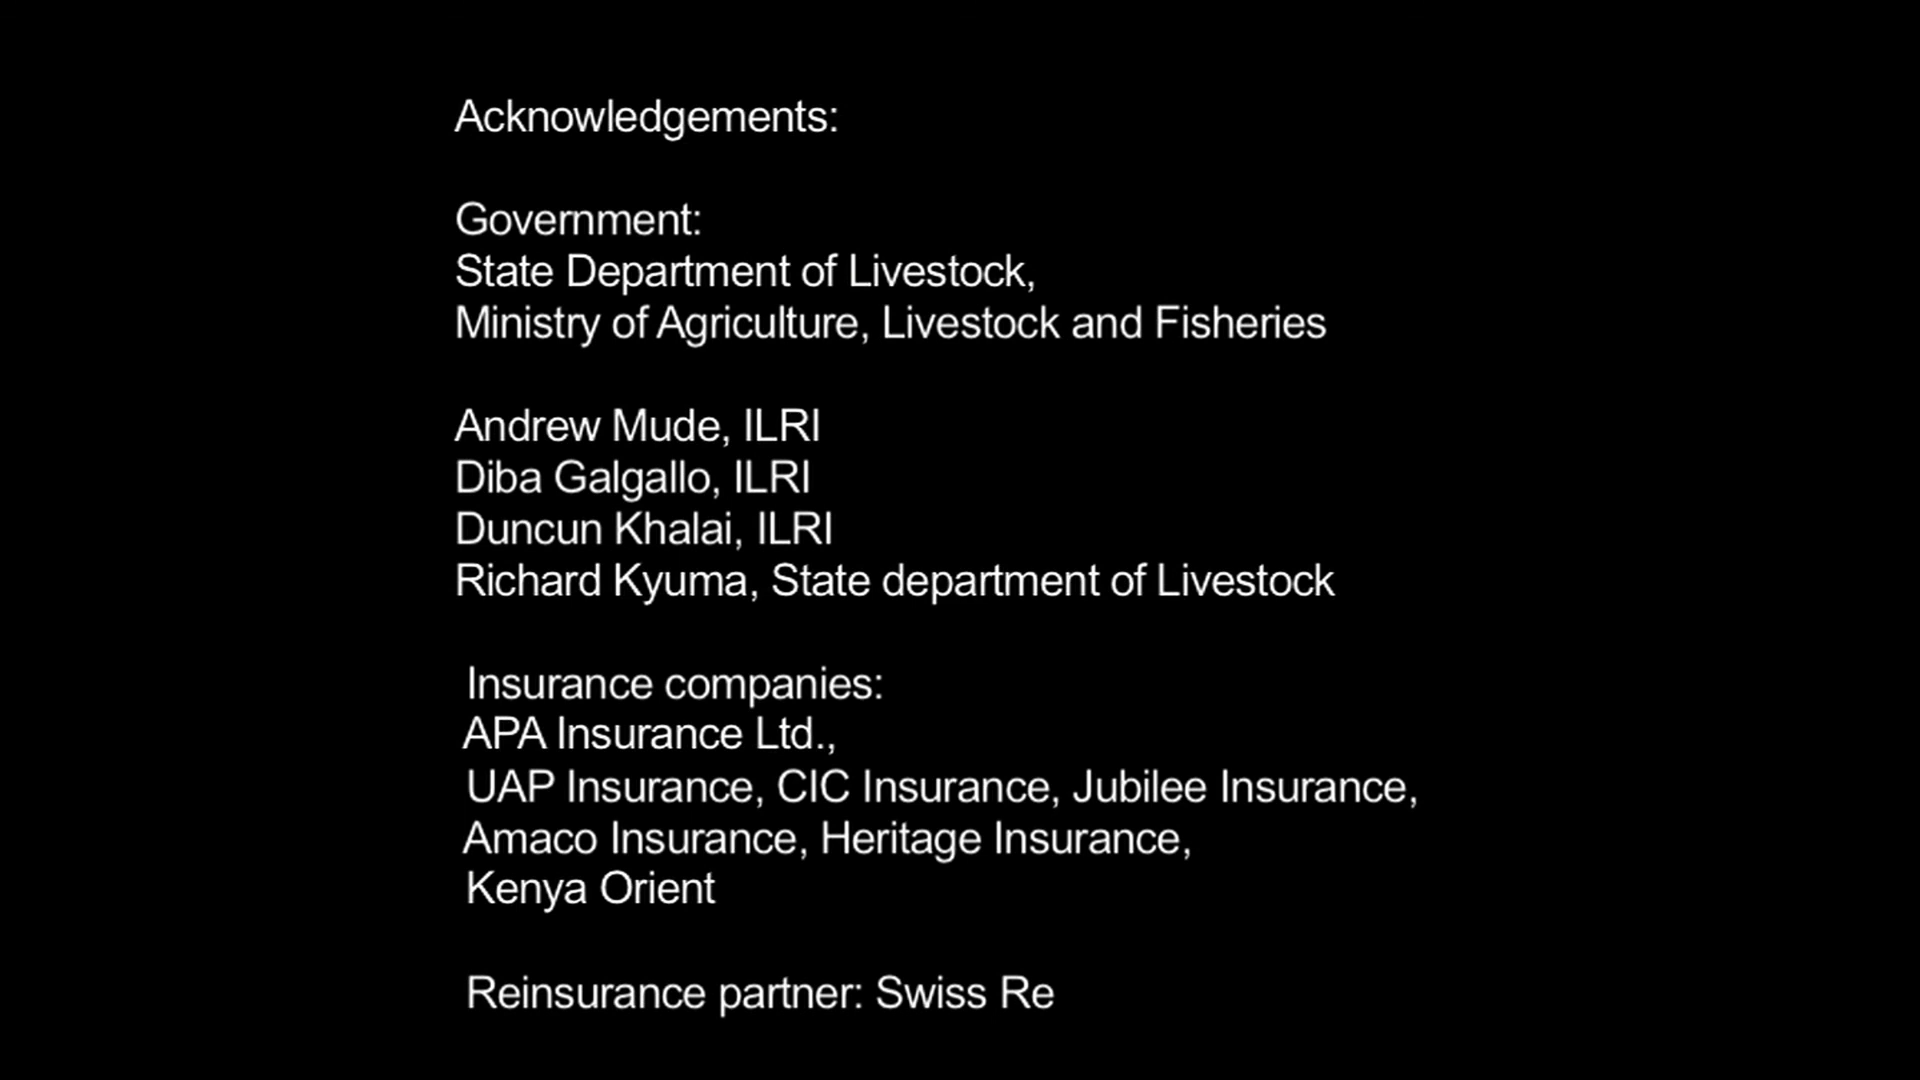 Acknowledgements:
Government:
State Department of Livestock,
Ministry of Agriculture, Livestock and Fisheries
Andrew Mude, ILRI
Diba Galgallo, ILRI
Duncun Khalai, ILRI
Richard Kyuma, State department of Livestock
Insurance companies:
APA Insurance Ltd.,
UAP Insurance, CIC Insurance, Jubilee Insurance,
Amaco Insurance, Heritage Insurance,
Kenya Orient
Reinsurance partner: Swiss Re